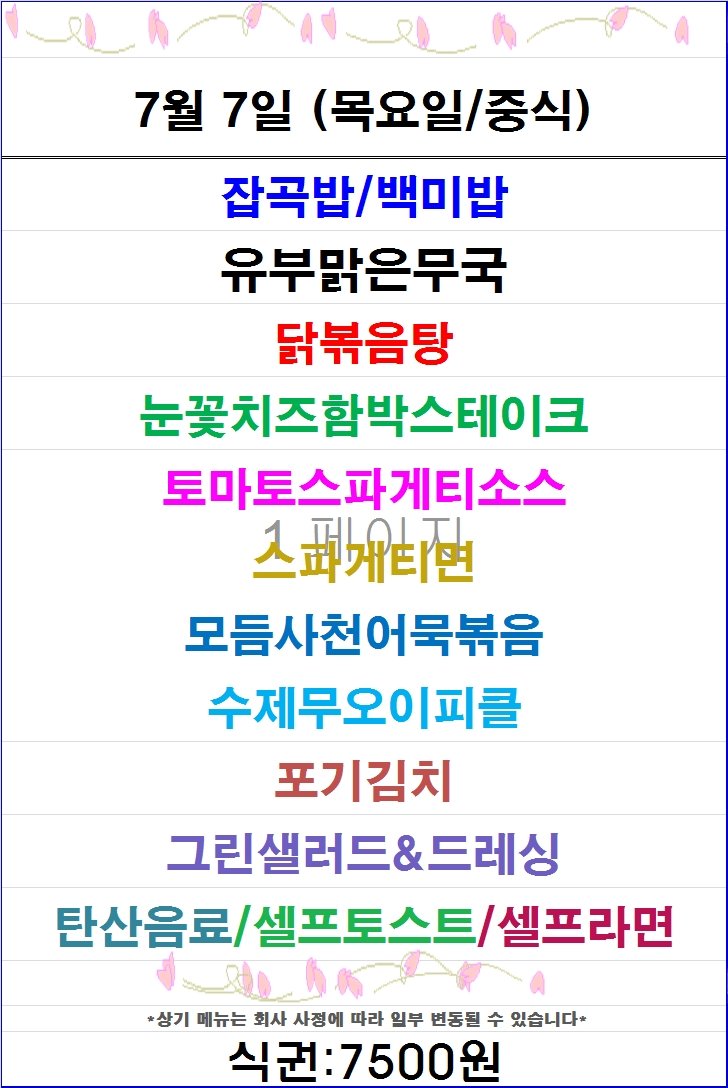 7월 7일 (목요일/중식)
잡곡밥/백미밥
유부맑은무국
닭볶음탕
눈꽃치즈함박스테이크
토마토스파게티소스
1 페이지
스파게티면
모듬사천어묵볶음
수제무오이피클
포기김치
그린샐러드&드레싱
탄산음료/셀프토스트/셀프라면
*상기 메뉴는 회사 사정에 따라 일부 변동될 수 있습니다*
식권:7500원